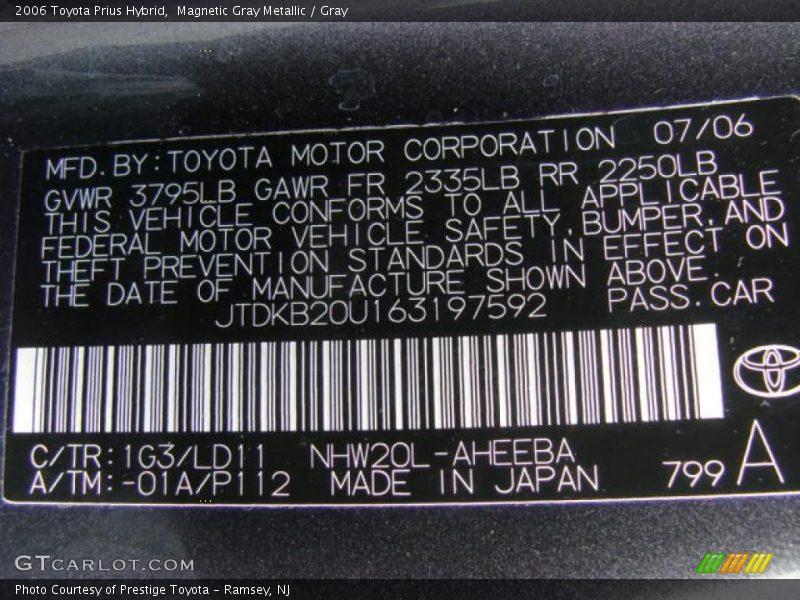 2006 Toyota Prius Hybrid,  Magnetic Gray Metallic / Gray
MFD. BY: TOYOTA MOTOR CORPORATION 07/06
GVWR 3795LB GAWR FR 2335LB RR 2250LB
THIS VEHICLE CONFORMS TO ALL APPLICABLE
FEDERAL MOTOR VEHICLE SAFETY, BUMPER, AND
THEFT PREVENTION STANDARDS IN EFFECT ON
THE DATE OF MANUFACTURE SHOWN ABOVE.
JTDKB20U163197592 PASS. CAR
C/TR: 1G3/LD11 NHW20L-AHEEBA
A/TM: -01A/P112 MADE IN JAPAN 799 A
GTCARLOT.COM
Photo Courtesy of Prestige Toyota - Ramsey, NJ